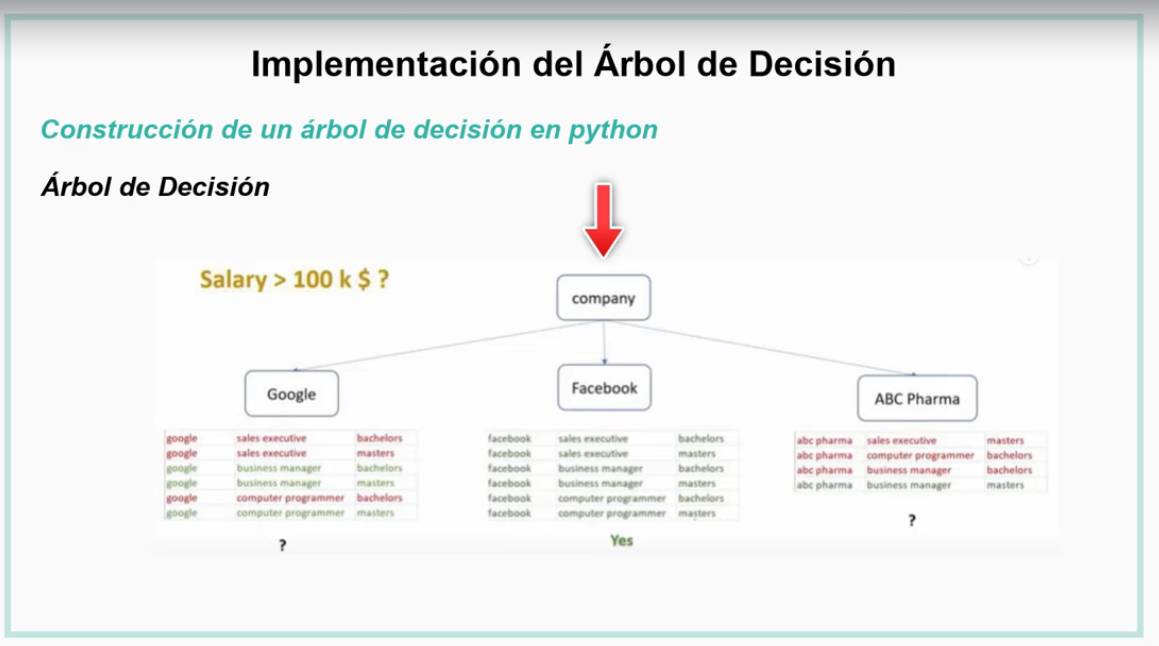 Implementación del Árbol de Decisión
Construcción de un árbol de decisión en python
Árbol de Decisión
Salary > 100 k $ ?
company
Google
Facebook
ABC Pharma
google sales executive bachelors
google sales executive masters
google business manager bachelors
google business manager masters
google computer programmer bachelors
google computer programmer masters
?
facebook sales executive bachelors
facebook sales executive masters
facebook business manager bachelors
facebook business manager masters
facebook computer programmer bachelors
facebook computer programmer masters
Yes
abc pharma sales executive masters
abc pharma computer programmer bachelors
abc pharma business manager bachelors
abc pharma business manager masters
?